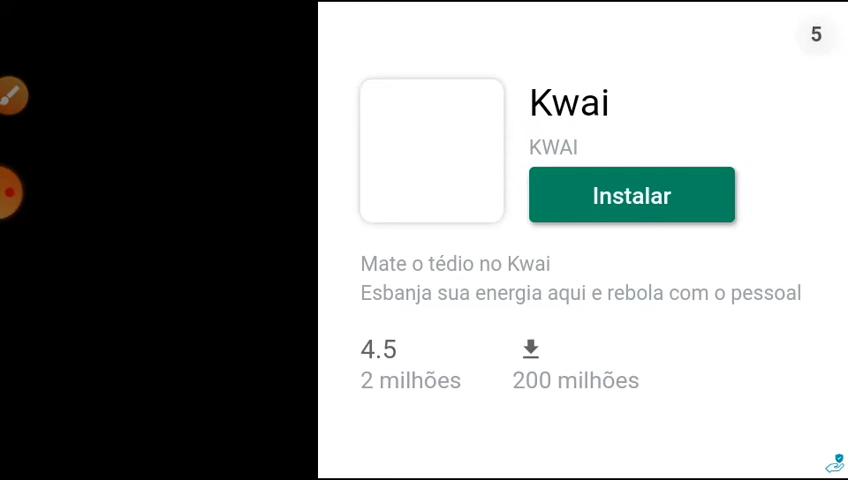 5
Kwai
KWAI
Instalar
Mate o tédio no Kwai
Esbanja sua energia aqui e rebola com o pessoal
4.5
2 milhões
200 milhões